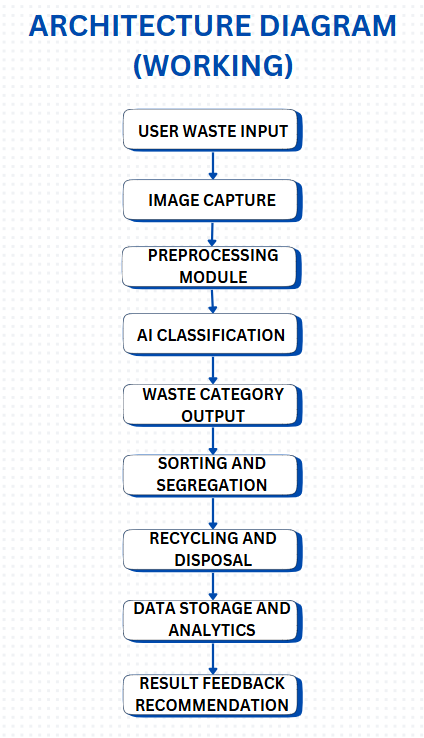 ARCHITECTURE DIAGRAM
(WORKING)
USER WASTE INPUT
IMAGE CAPTURE
PREPROCESSING
MODULE
AI CLASSIFICATION
WASTE CATEGORY
OUTPUT
SORTING AND
SEGREGATION
RECYCLING AND
DISPOSAL
DATA STORAGE AND
ANALYTICS
RESULT FEEDBACK
RECOMMENDATION